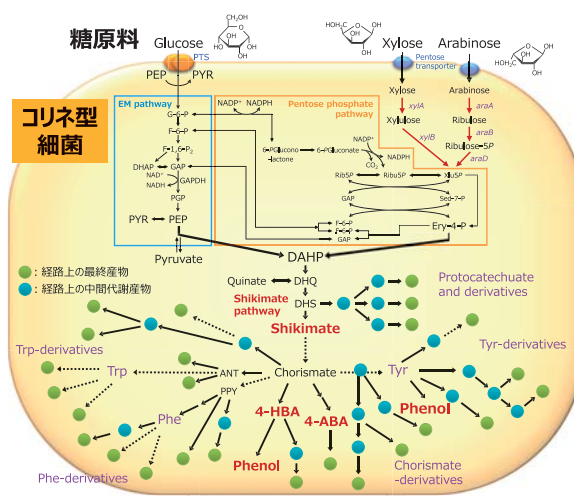 糖原料
Glucose
Xylose
Arabinose
PTS
Pentose
transporter
PEP
PYR
Xylose
Arabinose
コリネ型
細菌
EM pathway
Pentose phosphate
pathway
NADP⁺
NADPH
xylA
araA
G-6-P
Xylulose
Ribulose
F-6-P
xylB
araB
NADP⁺
F-1,6-P₂
6-PGlucono
-lactone
6-PGluconate
NADPH
Ribulose-5P
araD
CO₂
DHAP
GAP
Rib5P
Ribu5P
Xlu5P
NAD⁺
NADH
GAPDH
PGP
GAP
Sed-7-P
PYR
PEP
F-6-P
F-6-P
GAP
Ery-4-P
Pyruvate
DAHP
：経路上の最終産物
：経路上の中間代謝産物
Quinate
DHQ
Protocatechuate
and derivatives
Shikimate
pathway
DHS
Shikimate
Trp-derivatives
Tyr-derivatives
Trp
ANT
Chorismate
Tyr
PPY
Phe
4-HBA
4-ABA
Phenol
Phenol
Phe-derivatives
Chorismate
-derivatives
O
OH